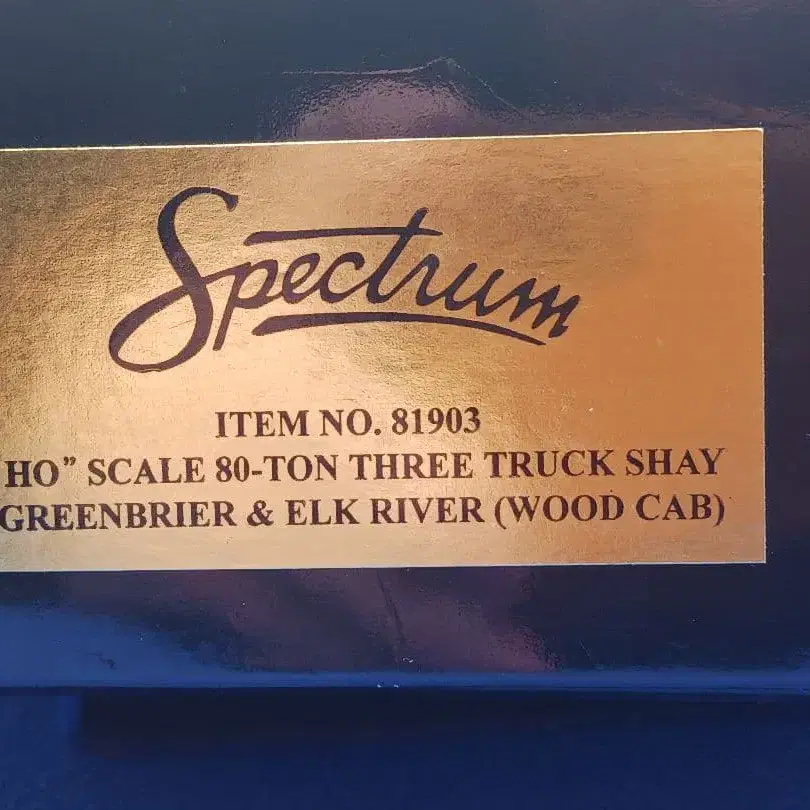 Spectrum
ITEM NO. 81903
HO” SCALE 80-TON THREE TRUCK SHAY
GREENBRIER & ELK RIVER (WOOD CAB)